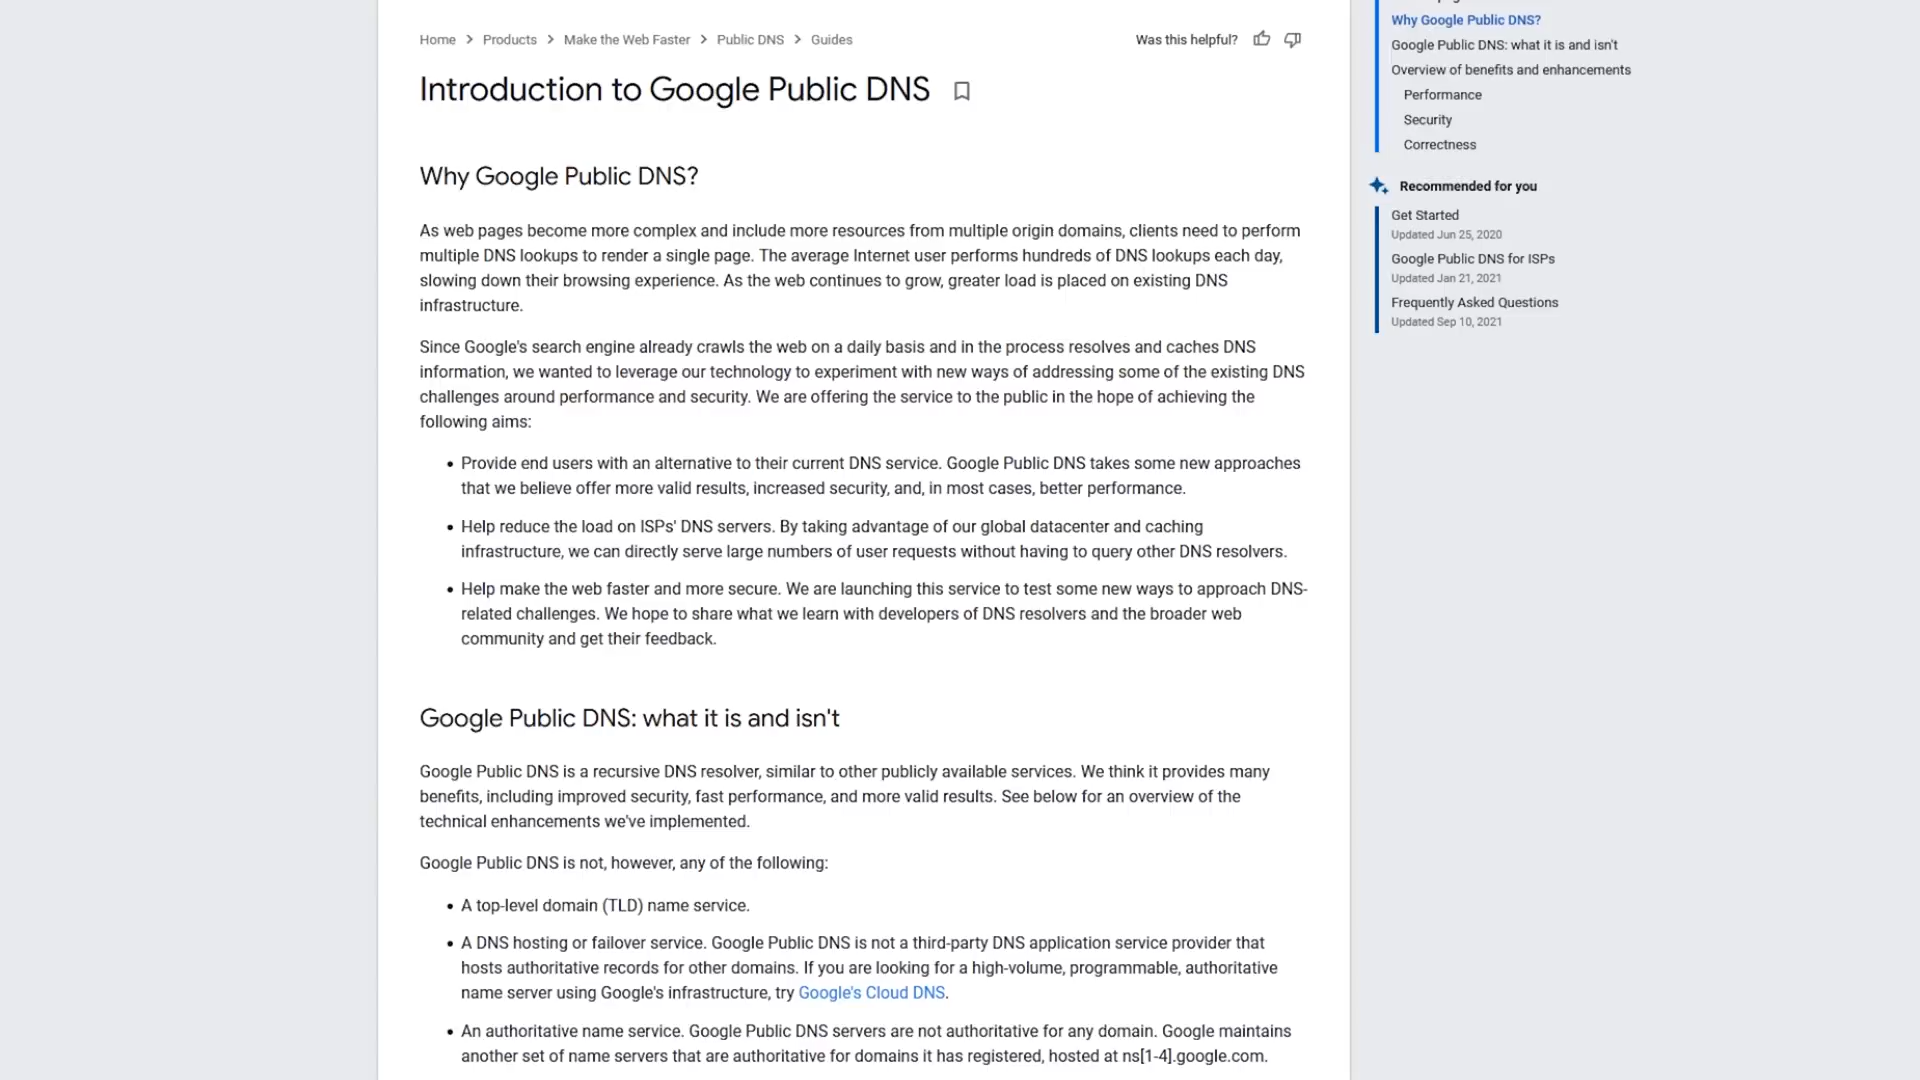 Home > Products > Make the Web Faster > Public DNS > Guides
Was this helpful?
Introduction to Google Public DNS
Why Google Public DNS?
As web pages become more complex and include more resources from multiple origin domains, clients need to perform
multiple DNS lookups to render a single page. The average Internet user performs hundreds of DNS lookups each day,
slowing down their browsing experience. As the web continues to grow, greater load is placed on existing DNS
infrastructure.
Since Google's search engine already crawls the web on a daily basis and in the process resolves and caches DNS
information, we wanted to leverage our technology to experiment with new ways of addressing some of the existing DNS
challenges around performance and security. We are offering the service to the public in the hope of achieving the
following aims:
• Provide end users with an alternative to their current DNS service. Google Public DNS takes some new approaches
that we believe offer more valid results, increased security, and, in most cases, better performance.
• Help reduce the load on ISPs' DNS servers. By taking advantage of our global datacenter and caching
infrastructure, we can directly serve large numbers of user requests without having to query other DNS resolvers.
• Help make the web faster and more secure. We are launching this service to test some new ways to approach DNS-
related challenges. We hope to share what we learn with developers of DNS resolvers and the broader web
community and get their feedback.
Google Public DNS: what it is and isn't
Google Public DNS is a recursive DNS resolver, similar to other publicly available services. We think it provides many
benefits, including improved security, fast performance, and more valid results. See below for an overview of the
technical enhancements we've implemented.
Google Public DNS is not, however, any of the following:
• A top-level domain (TLD) name service.
• A DNS hosting or failover service. Google Public DNS is not a third-party DNS application service provider that
hosts authoritative records for other domains. If you are looking for a high-volume, programmable, authoritative
name server using Google's infrastructure, try Google's Cloud DNS.
• An authoritative name service. Google Public DNS servers are not authoritative for any domain. Google maintains
another set of name servers that are authoritative for domains it has registered, hosted at ns[1-4].google.com.
Why Google Public DNS?
Google Public DNS: what it is and isn't
Overview of benefits and enhancements
Performance
Security
Correctness
Recommended for you
Get Started
Updated Jun 25, 2020
Google Public DNS for ISPs
Updated Jan 21, 2021
Frequently Asked Questions
Updated Sep 10, 2021